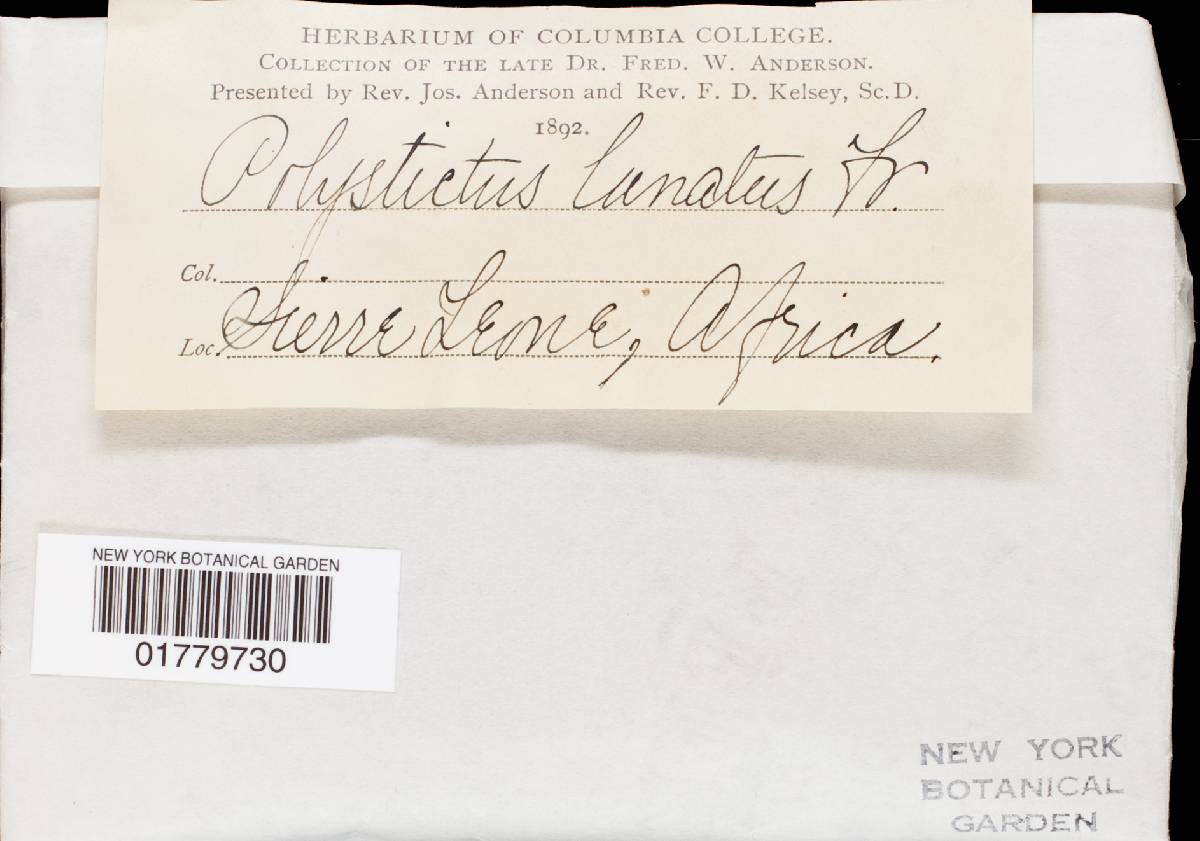 HERBARIUM OF COLUMBIA COLLEGE.
COLLECTION OF THE LATE DR. FRED. W. ANDERSON.
Presented by Rev. Jos. Anderson and Rev. F. D. Kelsey, Sc.D.
1892.
Polystictus lanatus Fr.
Col.
Loc. Sierre Leone, Africa.
NEW YORK BOTANICAL GARDEN
01779730
NEW YORK
BOTANICAL
GARDEN